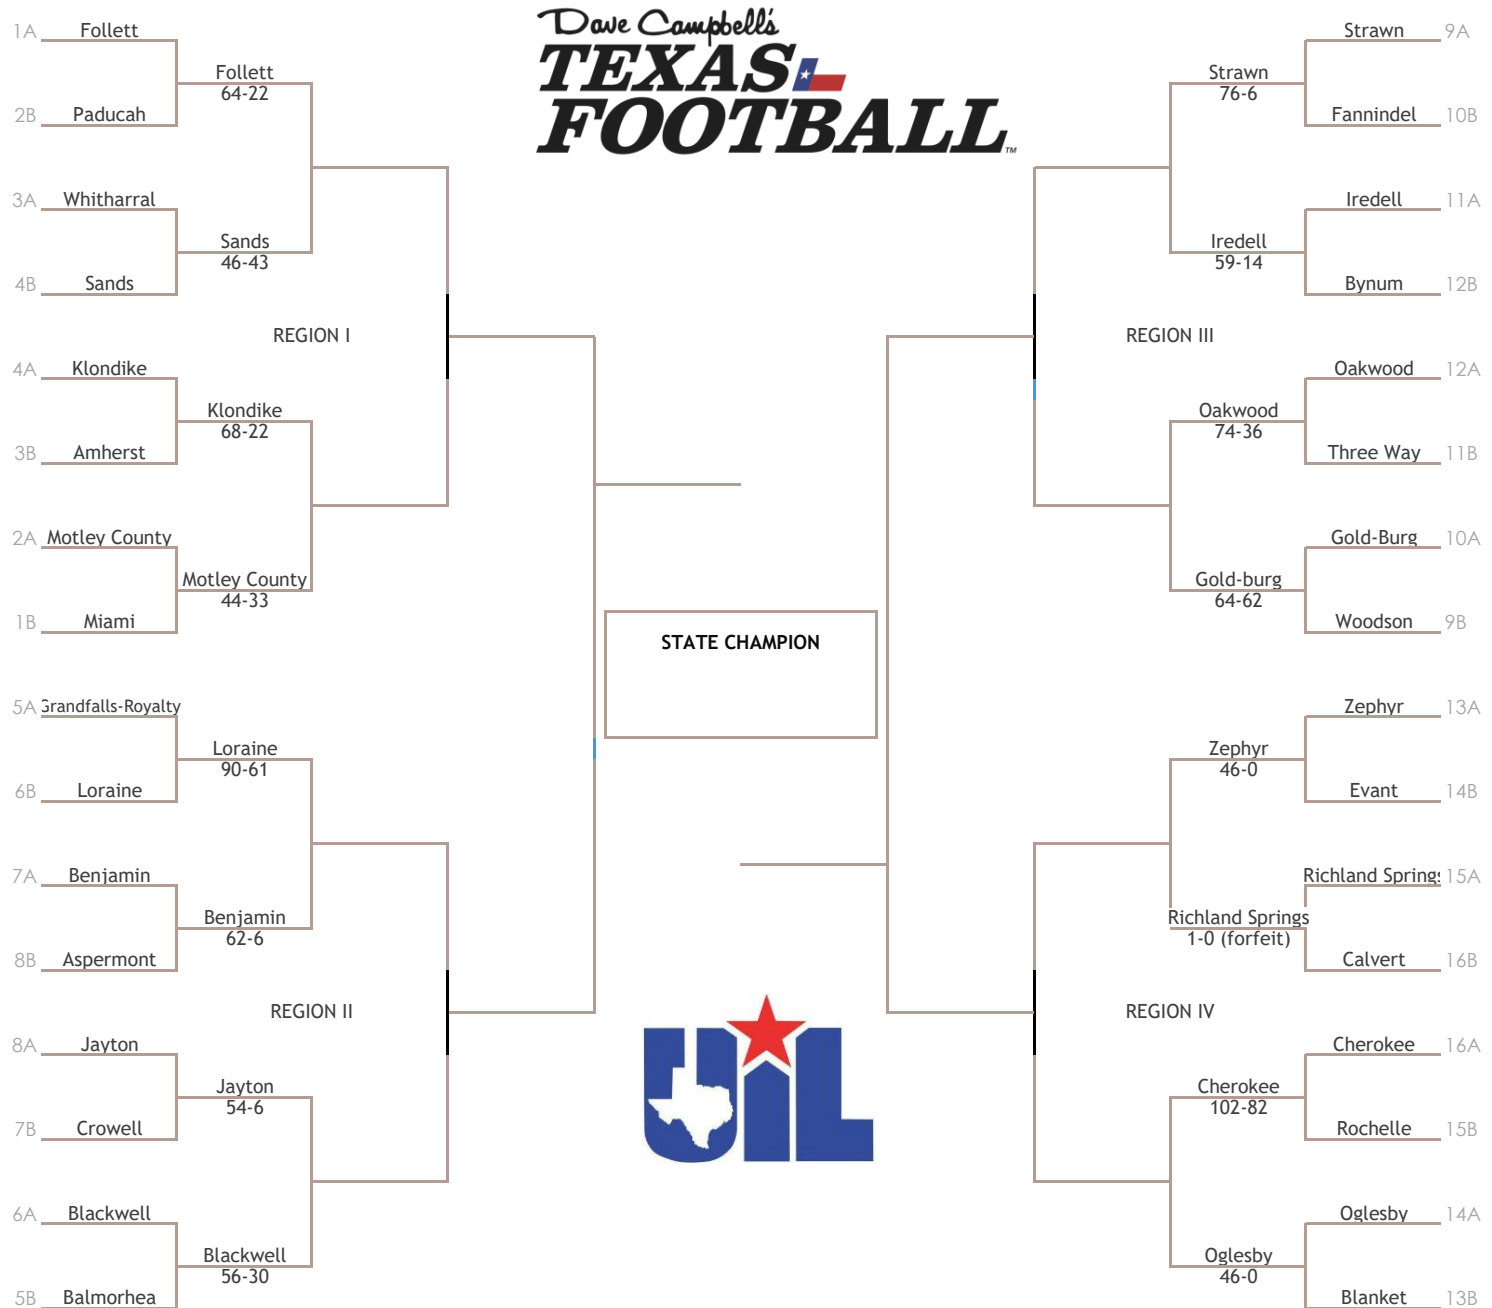 Dave Campbell's
TEXAS
FOOTBALL™
1A Follett
Follett
64-22
2B Paducah
3A Whitharral
Sands
46-43
4B Sands
REGION I
4A Klondike
Klondike
68-22
3B Amherst
2A Motley County
Motley County
44-33
1B Miami
5A Grandfalls-Royalty
Loraine
90-61
6B Loraine
7A Benjamin
Benjamin
62-6
8B Aspermont
REGION II
8A Jayton
Jayton
54-6
7B Crowell
6A Blackwell
Blackwell
56-30
5B Balmorhea
STATE CHAMPION
UIL
Strawn 9A
Strawn
76-6
Fannindel 10B
Iredell 11A
Iredell
59-14
Bynum 12B
REGION III
Oakwood 12A
Oakwood
74-36
Three Way 11B
Gold-Burg 10A
Gold-burg
64-62
Woodson 9B
Zephyr 13A
Zephyr
46-0
Evant 14B
Richland Springs 15A
Richland Springs
1-0 (forfeit)
Calvert 16B
REGION IV
Cherokee 16A
Cherokee
102-82
Rochelle 15B
Oglesby 14A
Oglesby
46-0
Blanket 13B